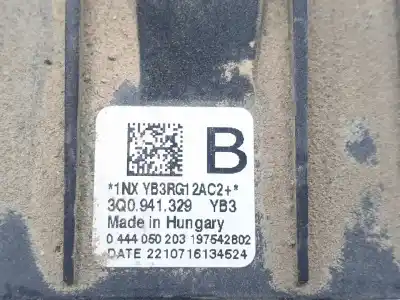 B
*1NX YB3RG12AC2+*
3Q0.941.329 YB3
Made in Hungary
0 444 050 203 197542802
DATE 2210716134524